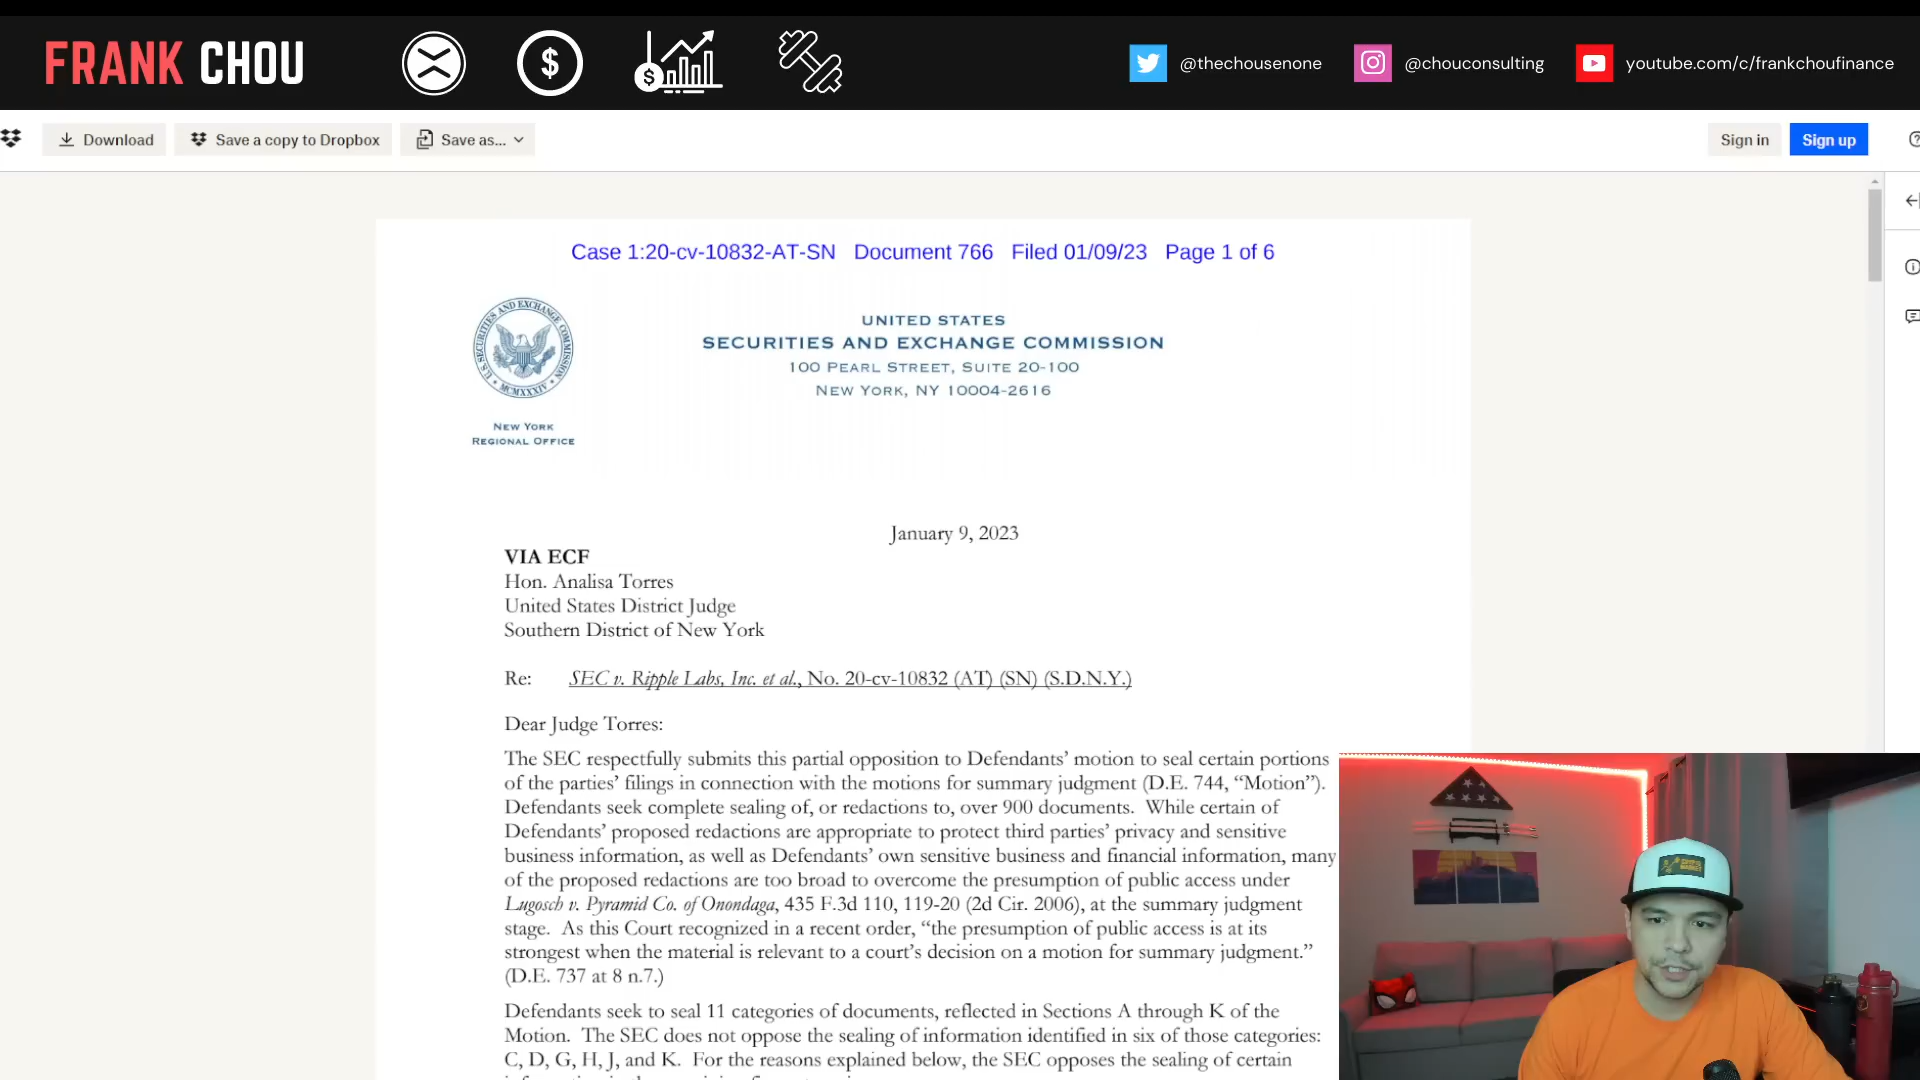 FRANK CHOU
@thechousenone
@chouconsulting
youtube.com/c/frankchoufinance
Download
Save a copy to Dropbox
Save as...
Sign in
Sign up
Case 1:20-cv-10832-AT-SN Document 766 Filed 01/09/23 Page 1 of 6
U.S. SECURITIES AND EXCHANGE COMMISSION
MCMXXXIV
NEW YORK
REGIONAL OFFICE
UNITED STATES
SECURITIES AND EXCHANGE COMMISSION
100 PEARL STREET, SUITE 20-100
NEW YORK, NY 10004-2616
January 9, 2023
VIA ECF
Hon. Analisa Torres
United States District Judge
Southern District of New York
Re: SEC v. Ripple Labs, Inc. et al., No. 20-cv-10832 (AT) (SN) (S.D.N.Y.)
Dear Judge Torres:
The SEC respectfully submits this partial opposition to Defendants’ motion to seal certain portions
of the parties’ filings in connection with the motions for summary judgment (D.E. 744, “Motion”).
Defendants seek complete sealing of, or redactions to, over 900 documents. While certain of
Defendants’ proposed redactions are appropriate to protect third parties’ privacy and sensitive
business information, as well as Defendants’ own sensitive business and financial information, many
of the proposed redactions are too broad to overcome the presumption of public access under
Lugosch v. Pyramid Co. of Onondaga, 435 F.3d 110, 119-20 (2d Cir. 2006), at the summary judgment
stage. As this Court recognized in a recent order, “the presumption of public access is at its
strongest when the material is relevant to a court’s decision on a motion for summary judgment.”
(D.E. 737 at 8 n.7.)
Defendants seek to seal 11 categories of documents, reflected in Sections A through K of the
Motion. The SEC does not oppose the sealing of information identified in six of those categories:
C, D, G, H, J, and K. For the reasons explained below, the SEC opposes the sealing of certain